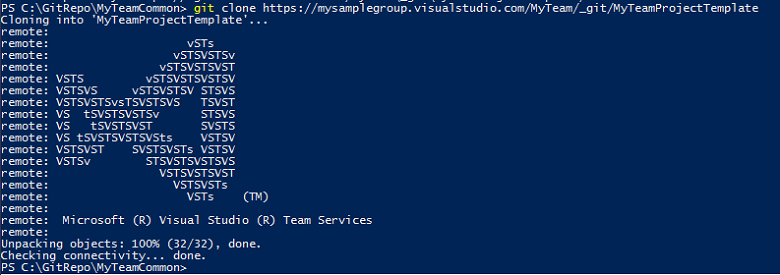 PS C:\GitRepo\MyTeamCommon> git clone https://mysamplegroup.visualstudio.com/MyTeam/_git/MyTeamProjectTemplate
Cloning into 'MyTeamProjectTemplate'...
remote:
remote:                    vSTs
remote:                  vSTSVSTSv
remote:                vSTSVSTSVST
remote: VSTS         vSTSVSTSVSTSV
remote: VSTSVS     vSTSVSTSV STSVS
remote: VSTSVSTSvsTSVSTSVS   TSVST
remote: VS  tSVSTSVSTSv      STSVS
remote: VS   tSVSTSVST       SVSTS
remote: VS tSVSTSVSTSVSts    VSTSV
remote: VSTSVST    SVSTSVSTs VSTSV
remote: VSTSv        STSVSTSVSTSVS
remote:                VSTSVSTSVST
remote:                  VSTSVSTs
remote:                    VSTs    (TM)
remote:
remote:  Microsoft (R) Visual Studio (R) Team Services
remote:
Unpacking objects: 100% (32/32), done.
Checking connectivity... done.
PS C:\GitRepo\MyTeamCommon>